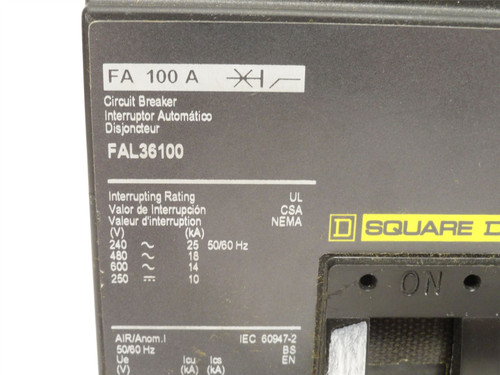 FA 100 A
Circuit Breaker
Interruptor Automático
Disjoncteur
FAL36100
Interrupting Rating UL
Valor de Interrupción CSA
Valeur d'interruption NEMA
(V) (kA)
240 ~ 25 50/60 Hz
480 ~ 18
600 ~ 14
250 ⎓ 10
D SQUARE D
ON
AIR/Anom.I IEC 60947-2
50/60 Hz BS
Ue Icu Ics EN
(V) (kA) (kA)